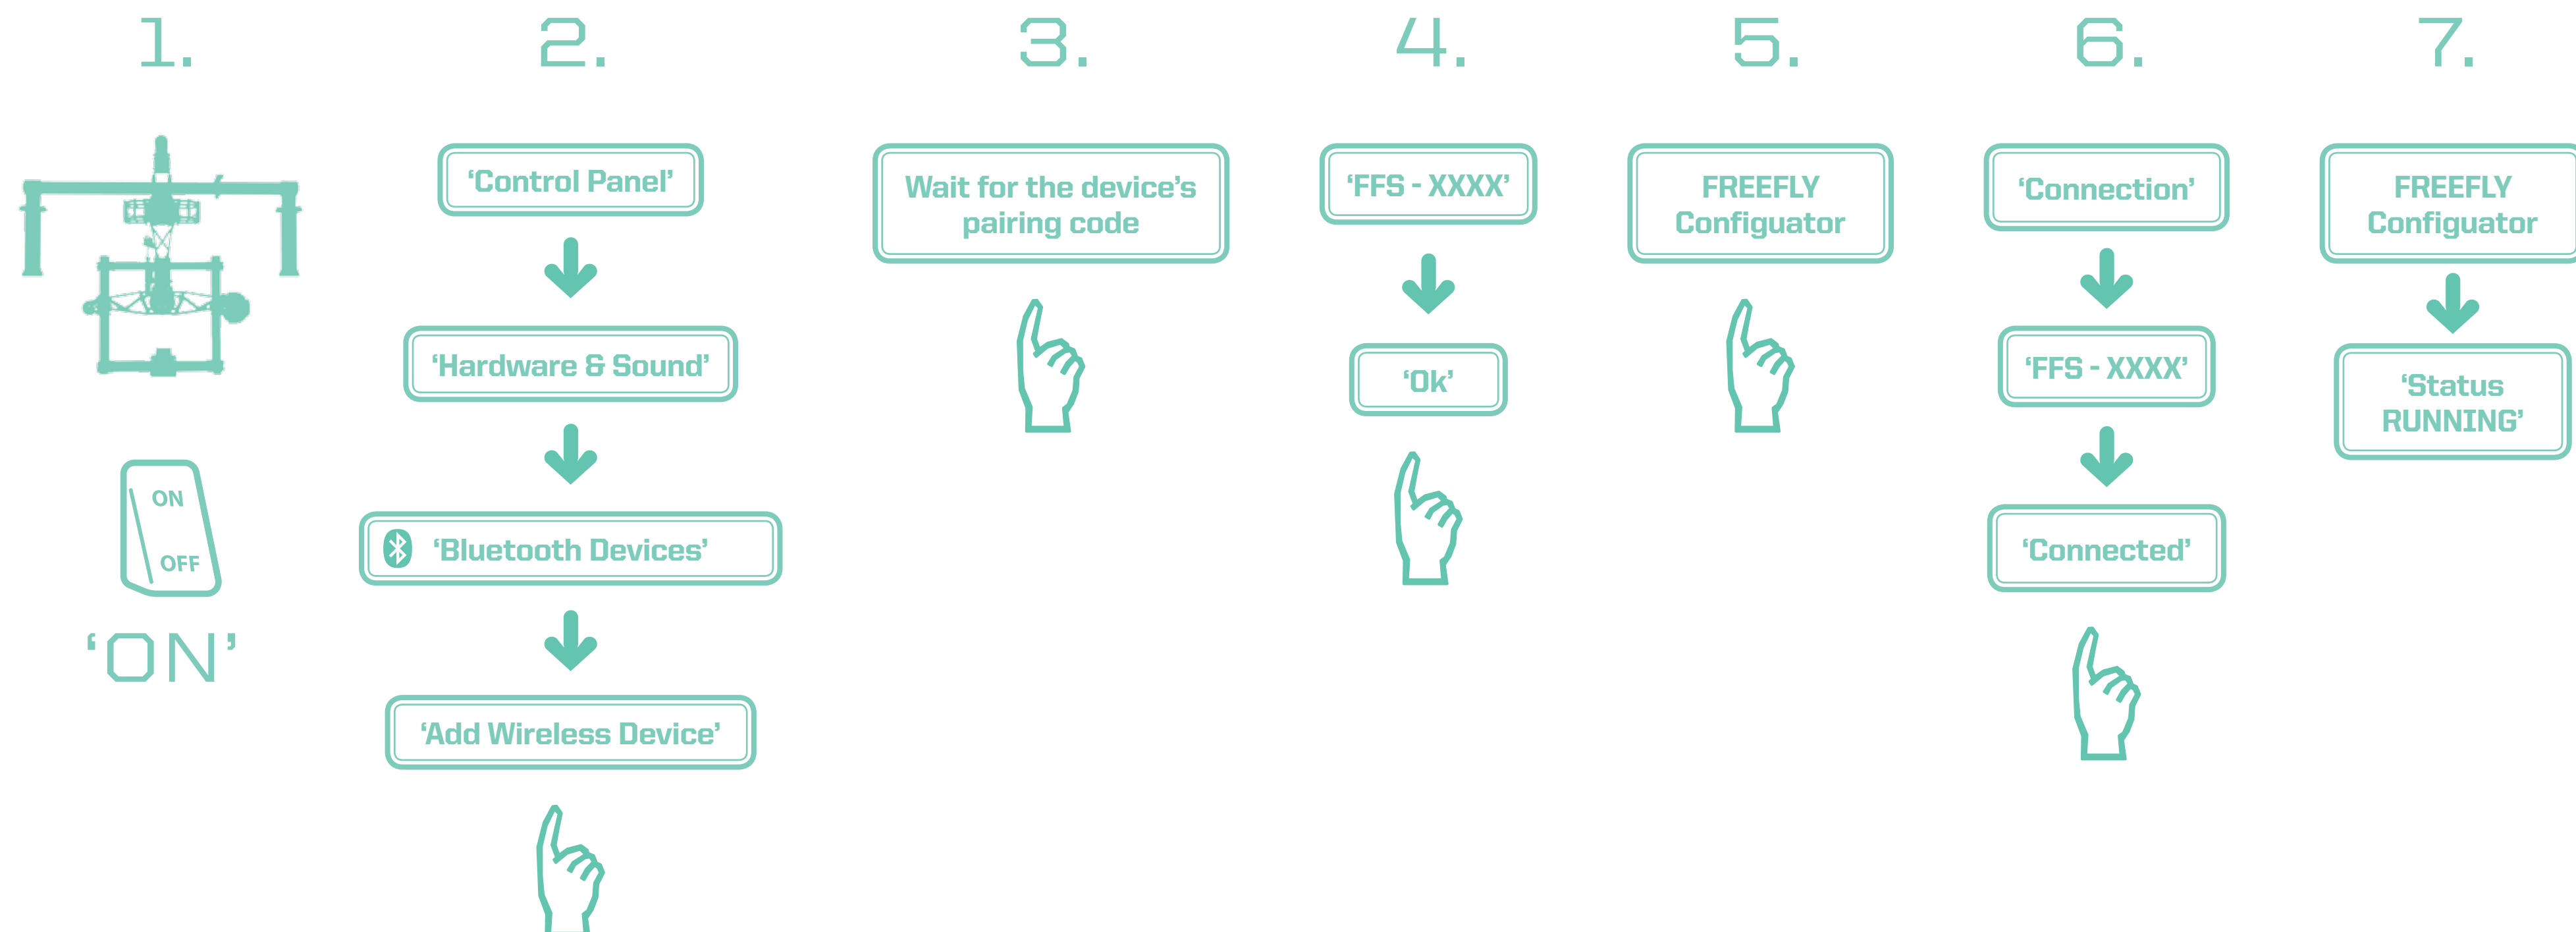 1.
ON
OFF
‘ON’
2.
‘Control Panel’
‘Hardware & Sound’
‘Bluetooth Devices’
‘Add Wireless Device’
3.
Wait for the device’s
pairing code
4.
‘FFS - XXXX’
‘Ok’
5.
FREEFLY
Configuator
6.
‘Connection’
‘FFS - XXXX’
‘Connected’
7.
FREEFLY
Configuator
‘Status
RUNNING’